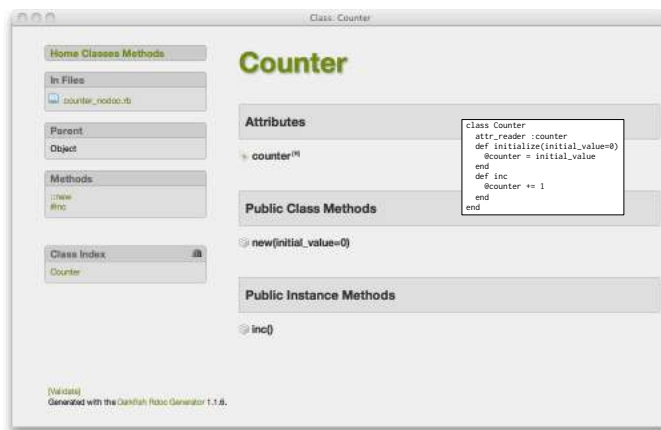 Class: Counter
Home Classes Methods
In Files
counter_nodoc.rb
Parent
Object
Methods
::new
#inc
Class Index
Counter
[Validate]
Generated with the Darkfish Rdoc Generator 1.1.6.
Counter
Attributes
counter [R]
Public Class Methods
new(initial_value=0)
Public Instance Methods
inc()
class Counter
attr_reader :counter
def initialize(initial_value=0)
@counter = initial_value
end
def inc
@counter += 1
end
end